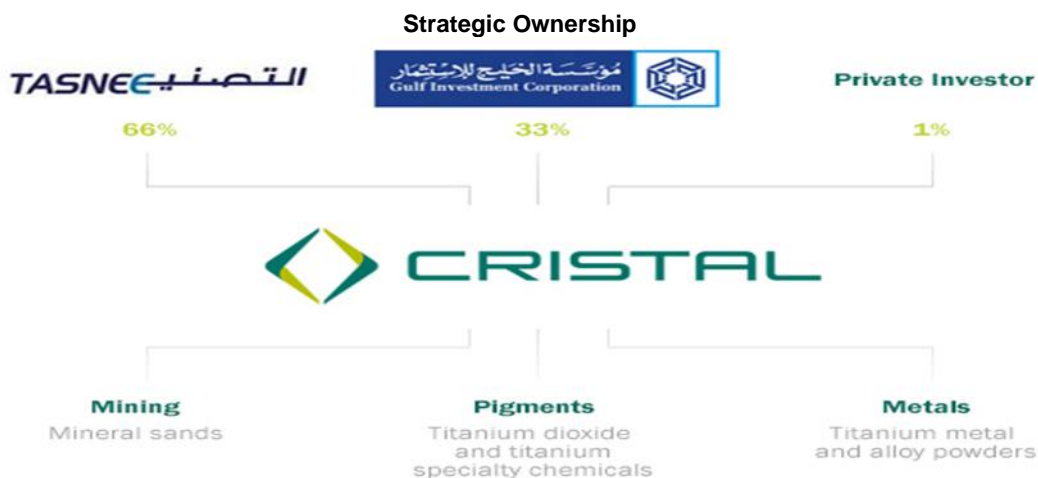 Strategic Ownership
TASNEE التصنيع
مؤسسة الخليج للاستثمار
Gulf Investment Corporation
Private Investor
66%
33%
1%
CRISTAL
Mining
Mineral sands
Pigments
Titanium dioxide
and titanium
specialty chemicals
Metals
Titanium metal
and alloy powders